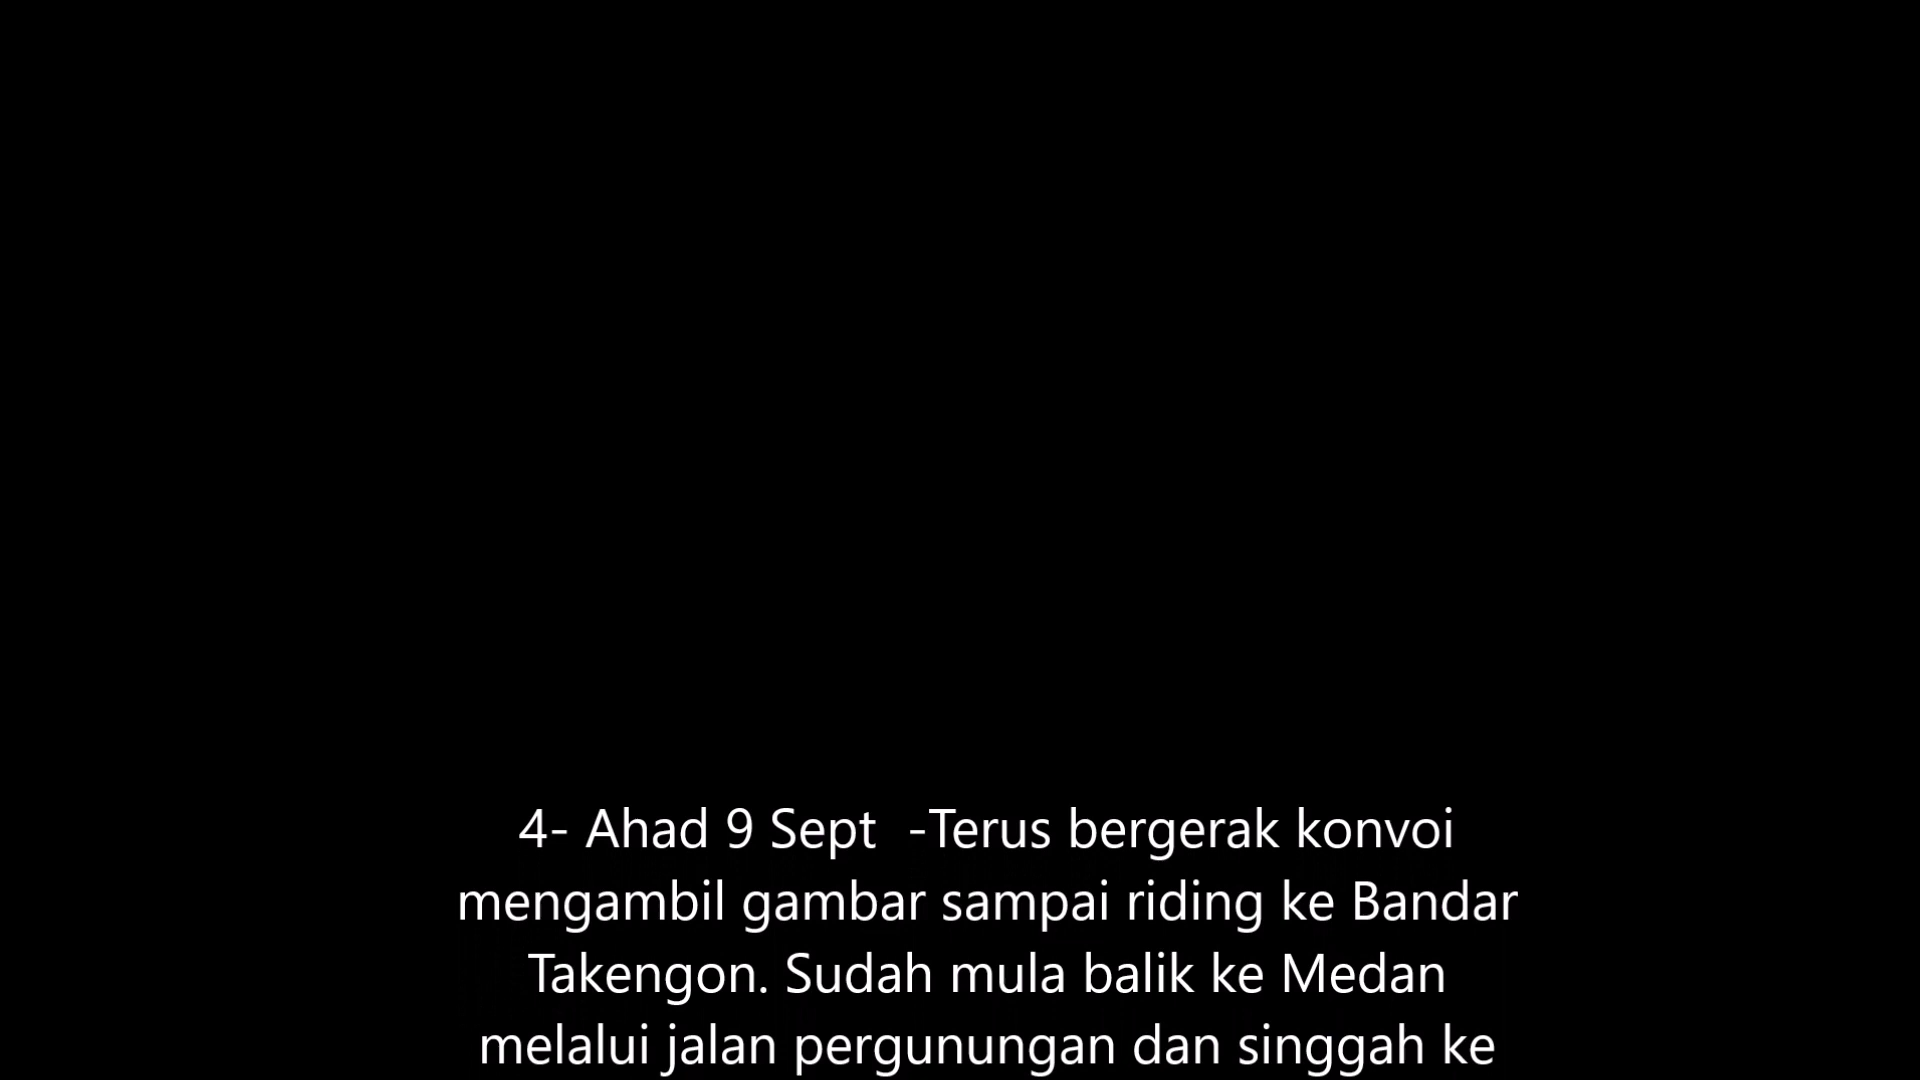 4- Ahad 9 Sept  -Terus bergerak konvoi
mengambil gambar sampai riding ke Bandar
Takengon. Sudah mula balik ke Medan
melalui jalan pergunungan dan singgah ke